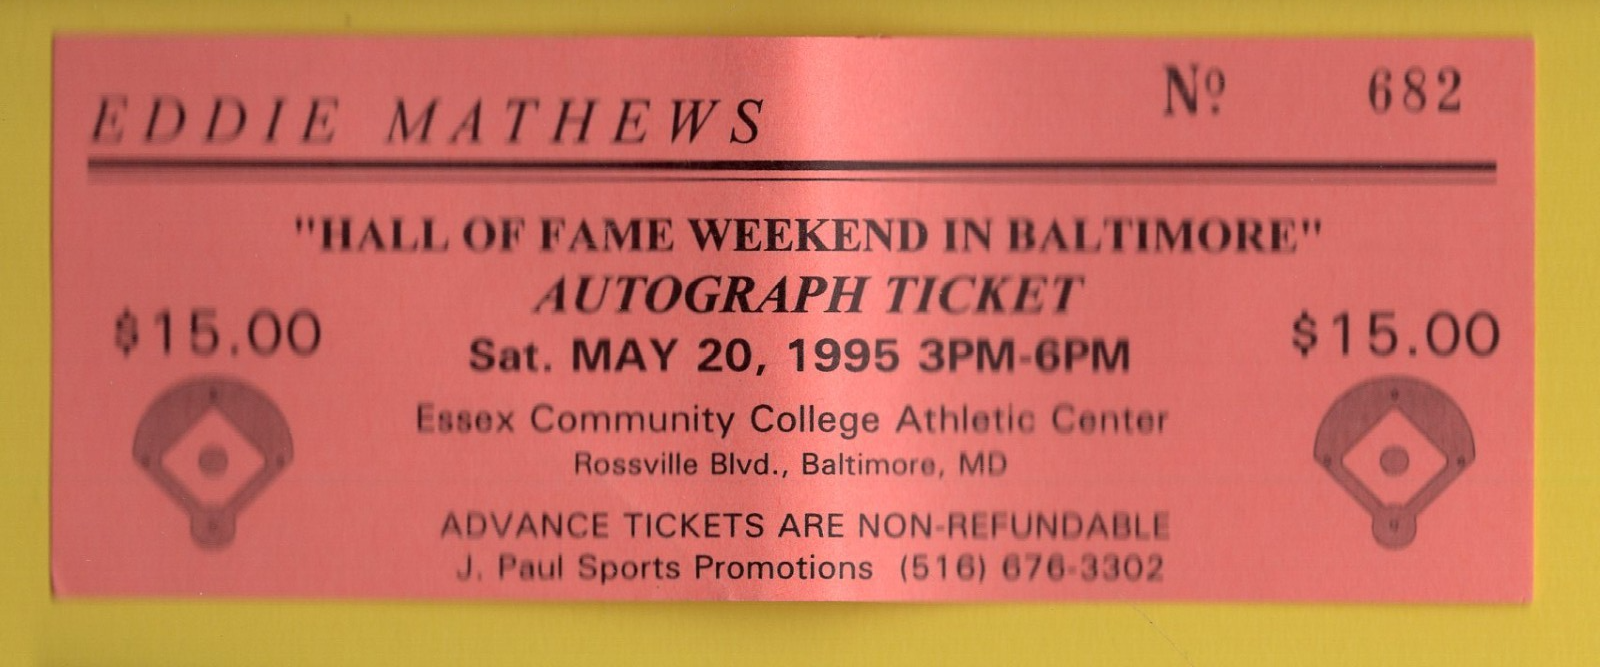 EDDIE MATHEWS Nº 682
"HALL OF FAME WEEKEND IN BALTIMORE"
AUTOGRAPH TICKET
$15.00 $15.00
Sat. MAY 20, 1995 3PM-6PM
Essex Community College Athletic Center
Rossville Blvd., Baltimore, MD
ADVANCE TICKETS ARE NON-REFUNDABLE
J. Paul Sports Promotions (516) 676-3302